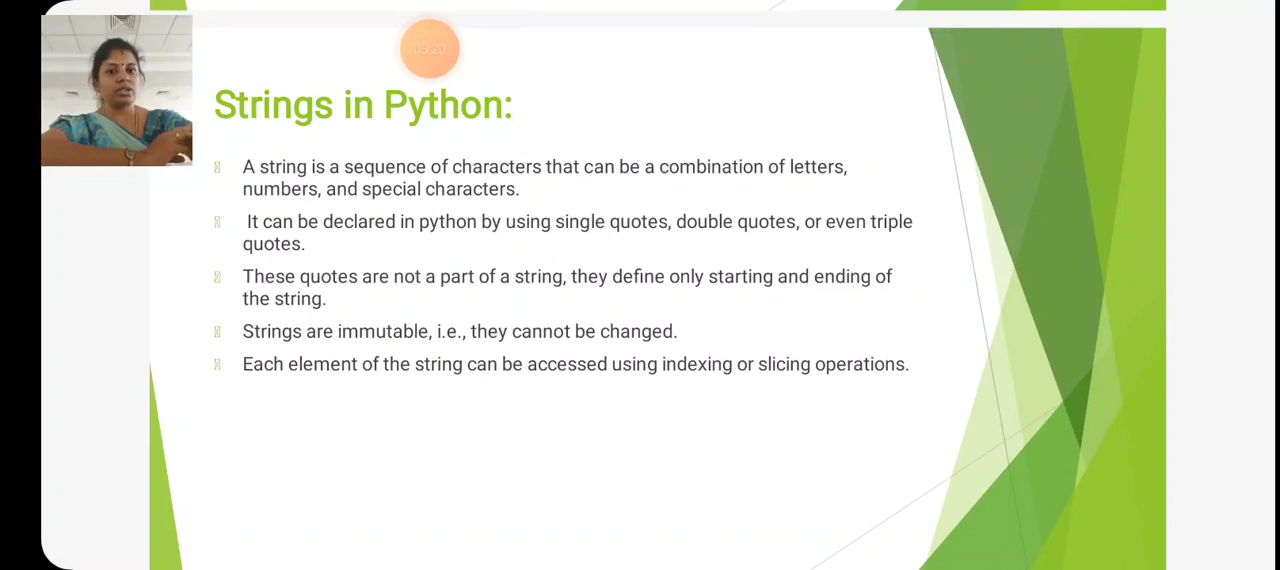 05:20
Strings in Python:
A string is a sequence of characters that can be a combination of letters,
numbers, and special characters.
It can be declared in python by using single quotes, double quotes, or even triple
quotes.
These quotes are not a part of a string, they define only starting and ending of
the string.
Strings are immutable, i.e., they cannot be changed.
Each element of the string can be accessed using indexing or slicing operations.